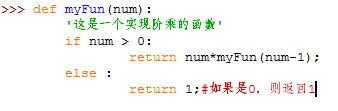 >>> def myFun(num):
'这是一个实现阶乘的函数'
if num > 0:
return num*myFun(num-1);
else :
return 1;#如果是0，则返回1